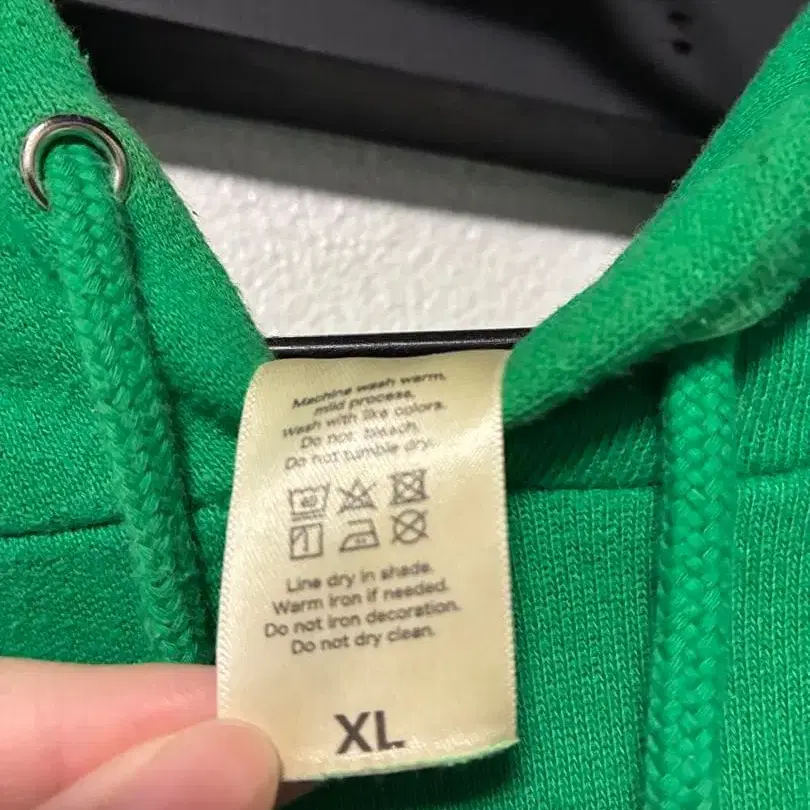 Machine wash warm,
mild process.
Wash with like colors.
Do not bleach.
Do not tumble dry.
40
Line dry in shade.
Warm iron if needed.
Do not iron decoration.
Do not dry clean.
XL